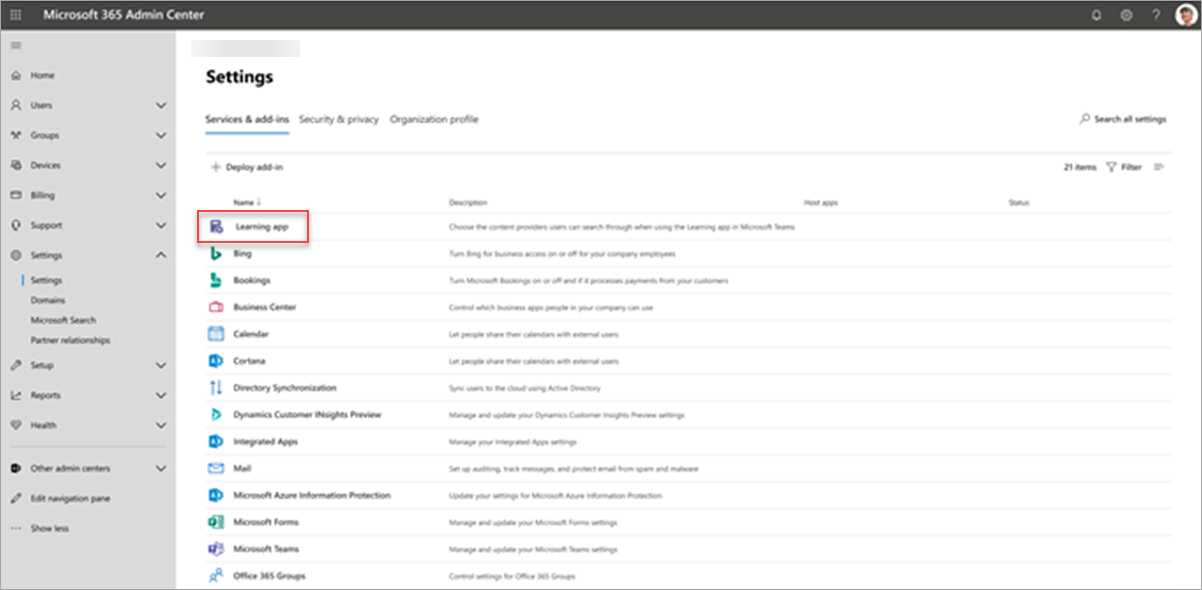 Microsoft 365 Admin Center
?
Home
Users
Groups
Devices
Billing
Support
Settings
Settings
Domains
Microsoft Search
Partner relationships
Setup
Reports
Health
Other admin centers
Edit navigation pane
Show less
Settings
Services & add-ins Security & privacy Organization profile Search all settings
Deploy add-in 21 items Filter
Name Description Host apps Status
Learning app Choose the content providers users can search through when using the Learning app in Microsoft Teams
Bing Turn Bing for business access on or off for your company employees
Bookings Turn Microsoft Bookings on or off and if it processes payments from your customers
Business Center Control which business apps people in your company can use
Calendar Let people share their calendars with external users
Cortana Let people share their calendars with external users
Directory Synchronization Sync users to the cloud using Active Directory
Dynamics Customer INsights Preview Manage and update your Dynamics Customer Insights Preview settings
Integrated Apps Manage your Integrated Apps settings
Mail Set up auditing, track messages, and protect email from spam and malware
Microsoft Azure Information Protection Update your settings for Microsoft Azure Information Protection
Microsoft Forms Manage and update your Microsoft Forms settings
Microsoft Teams Manage and update your Microsoft Teams settings
Office 365 Groups Control settings for Office 365 Groups